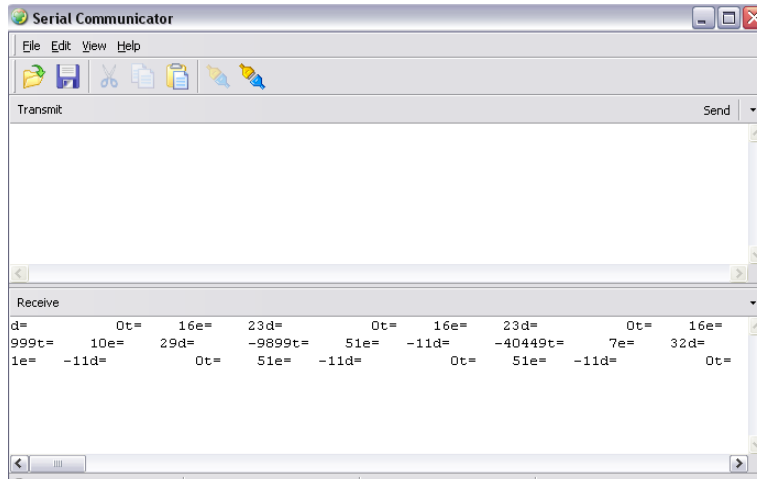 Serial Communicator
File Edit View Help
Transmit Send
Receive
d= 0t= 16e= 23d= 0t= 16e= 23d= 0t= 16e=
999t= 10e= 29d= -9899t= 51e= -11d= -40449t= 7e= 32d=
1e= -11d= 0t= 51e= -11d= 0t= 51e= -11d= 0t=